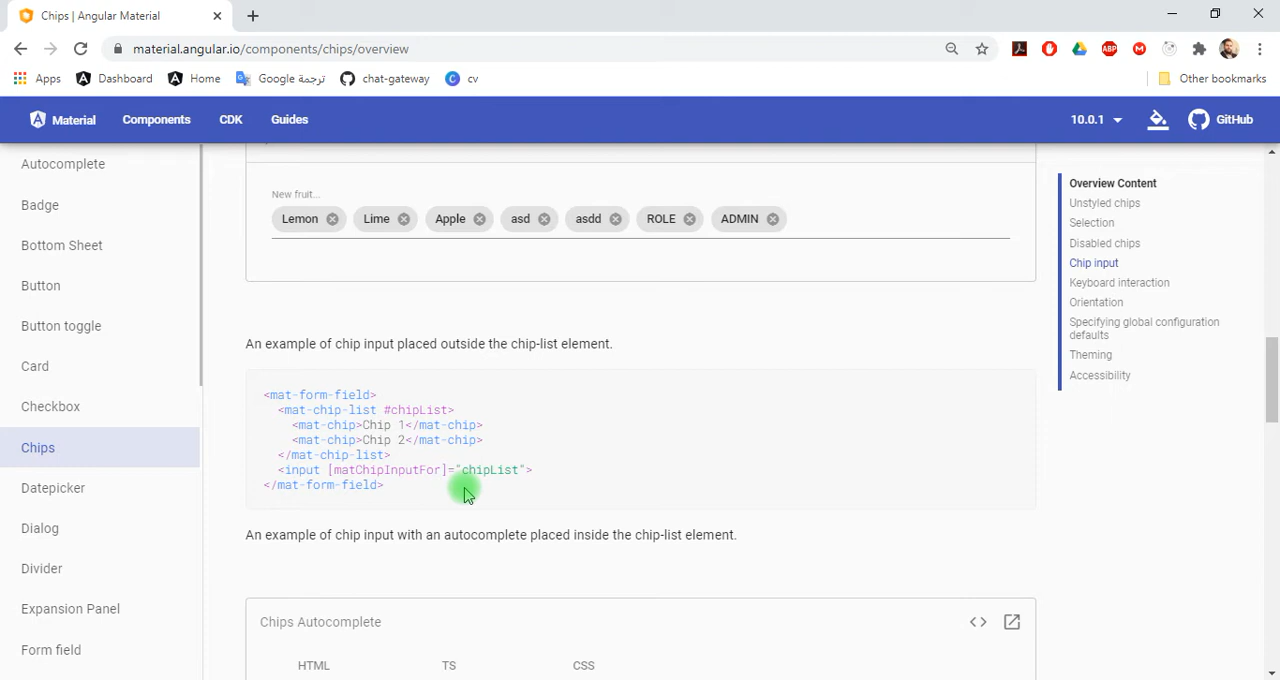 Chips | Angular Material
material.angular.io/components/chips/overview
ABP
M
Apps
Dashboard
Home
ترجمة Google
chat-gateway
C
cv
Other bookmarks
Material
Components
CDK
Guides
10.0.1
GitHub
Autocomplete
Badge
Bottom Sheet
Button
Button toggle
Card
Checkbox
Chips
Datepicker
Dialog
Divider
Expansion Panel
Form field
New fruit...
Lemon
Lime
Apple
asd
asdd
ROLE
ADMIN
An example of chip input placed outside the chip-list element.
<mat-form-field>
<mat-chip-list #chipList>
<mat-chip>Chip 1</mat-chip>
<mat-chip>Chip 2</mat-chip>
</mat-chip-list>
<input [matChipInputFor]="chipList">
</mat-form-field>
An example of chip input with an autocomplete placed inside the chip-list element.
Chips Autocomplete
HTML
TS
CSS
Overview Content
Unstyled chips
Selection
Disabled chips
Chip input
Keyboard interaction
Orientation
Specifying global configuration
defaults
Theming
Accessibility